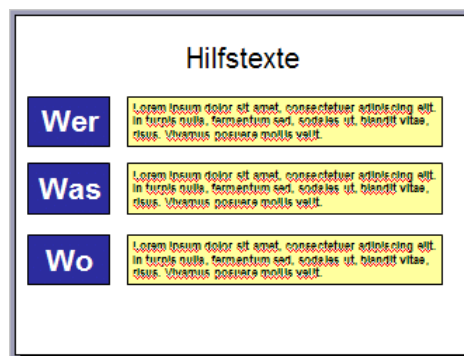 Hilfstexte
Wer
Lorem ipsum dolor sit amet, consectetuer adipiscing elit.
In turpis nulla, fermentum sed, sodales ut, blandit vitae,
risus. Vivamus posuere mollis velit.
Was
Lorem ipsum dolor sit amet, consectetuer adipiscing elit.
In turpis nulla, fermentum sed, sodales ut, blandit vitae,
risus. Vivamus posuere mollis velit.
Wo
Lorem ipsum dolor sit amet, consectetuer adipiscing elit.
In turpis nulla, fermentum sed, sodales ut, blandit vitae,
risus. Vivamus posuere mollis velit.